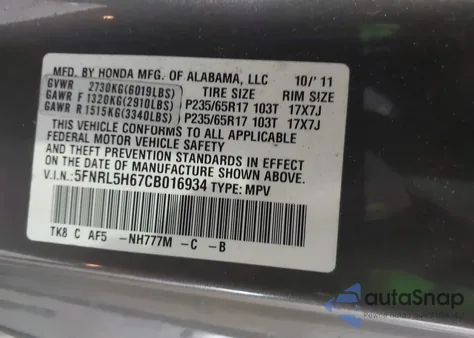 MFD. BY HONDA MFG. OF ALABAMA, LLC 10/'11
GVWR 2730KG(6019LBS) TIRE SIZE RIM SIZE
GAWR F 1320KG(2910LBS) P235/65R17 103T 17X7J
GAWR R 1515KG(3340LBS) P235/65R17 103T 17X7J
THIS VEHICLE CONFORMS TO ALL APPLICABLE
FEDERAL MOTOR VEHICLE SAFETY
AND THEFT PREVENTION STANDARDS IN EFFECT
ON THE DATE OF MANUFACTURE SHOWN ABOVE.
V.I.N.: 5FNRL5H67CB016934 TYPE: MPV
TK8 C AF5 -NH777M -C -B
autoSnap